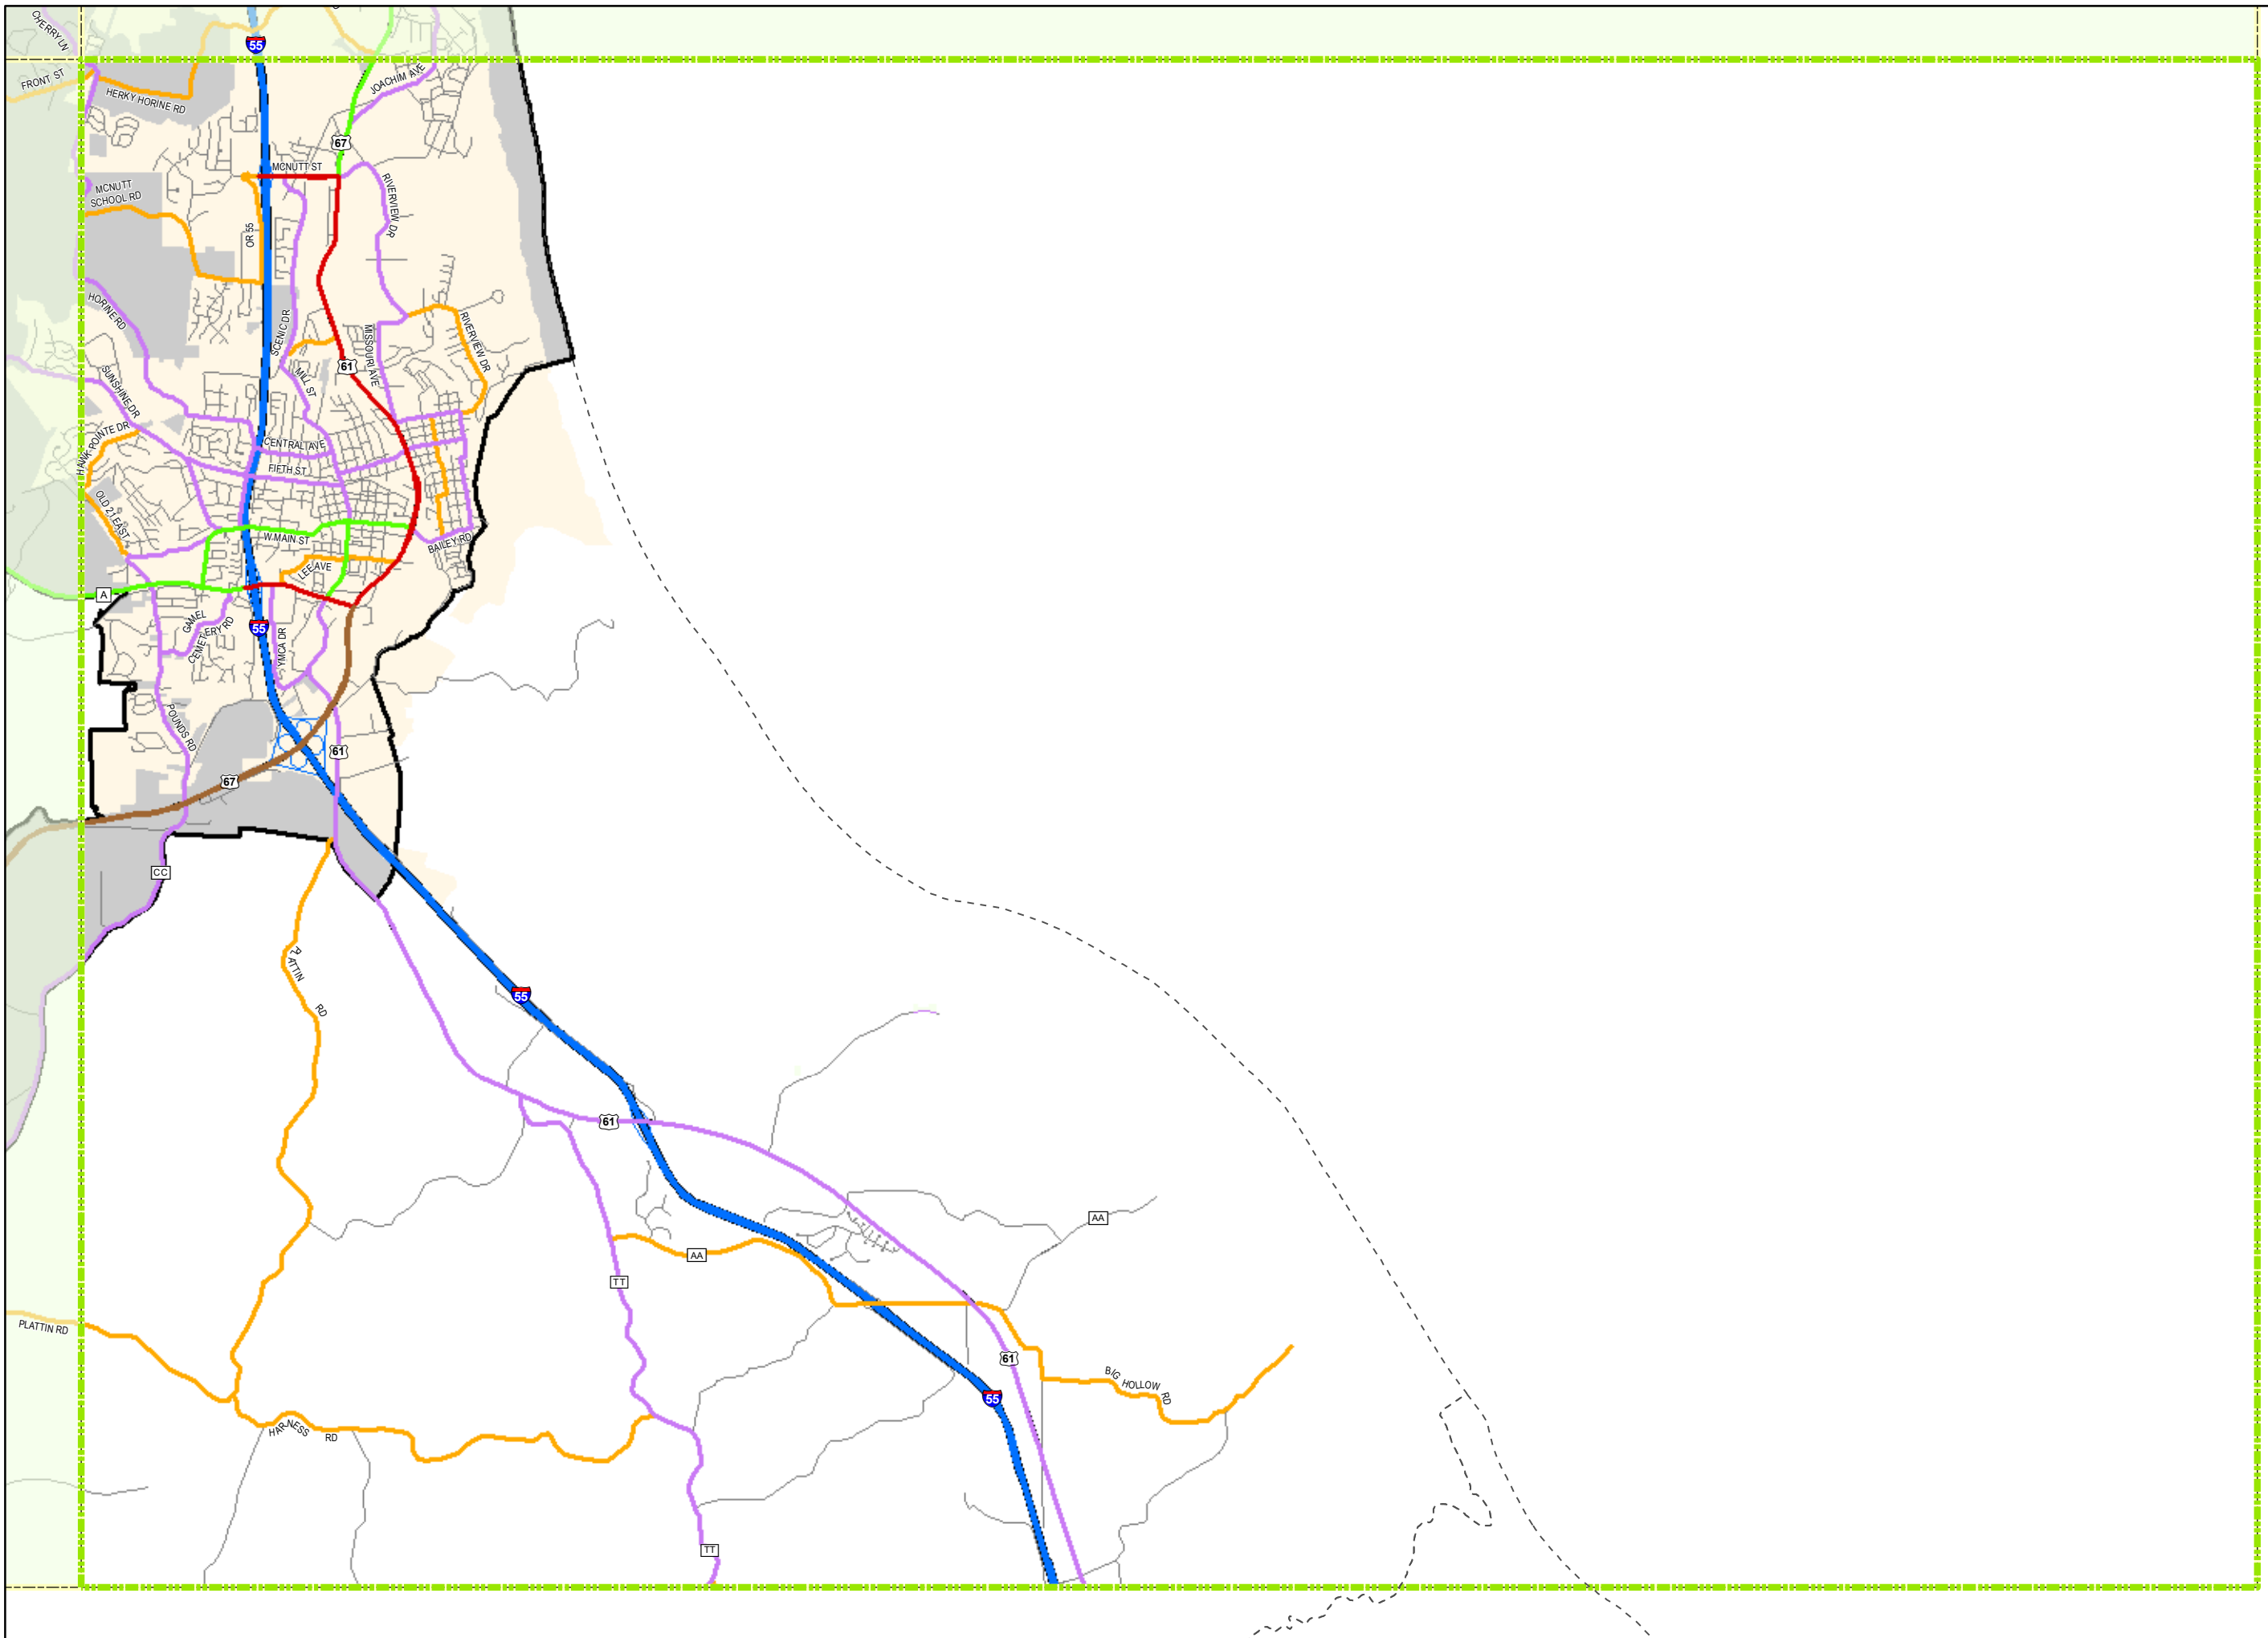 CHERRY LN
55
FRONT ST
HERKY HORINE RD
JOACHIM AVE
67
MCNUTT ST
MCNUTT
SCHOOL RD
RIVERVIEW DR
OR 55
HORINE RD
SCENIC DR
MISSOURI AVE
RIVERVIEW DR
61
MILL ST
SUNSHINE DR
HAWK POINTE DR
CENTRAL AVE
FIFTH ST
OLD 21 EAST
W MAIN ST
BAILEY RD
LEE AVE
A
GAMEL
CEMETERY RD
55
YMCA DR
POUNDS RD
61
67
CC
PLATTIN
RD
55
61
AA
AA
TT
PLATTIN RD
61
BIG HOLLOW
RD
55
HARNESS
RD
TT